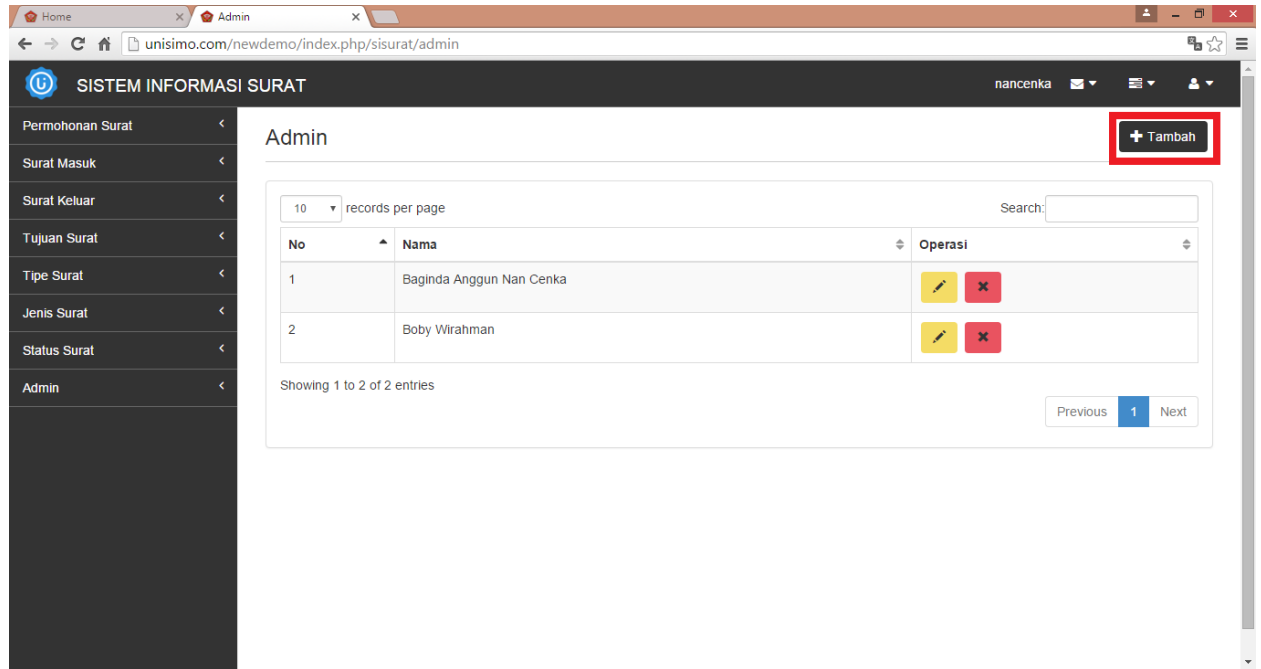 Home
Admin
unisimo.com/newdemo/index.php/sisurat/admin
SISTEM INFORMASI SURAT
nancenka
Permohonan Surat
Surat Masuk
Surat Keluar
Tujuan Surat
Tipe Surat
Jenis Surat
Status Surat
Admin
Admin
Tambah
10 records per page
Search:
No Nama Operasi
1 Baginda Anggun Nan Cenka
2 Boby Wirahman
Showing 1 to 2 of 2 entries
Previous 1 Next